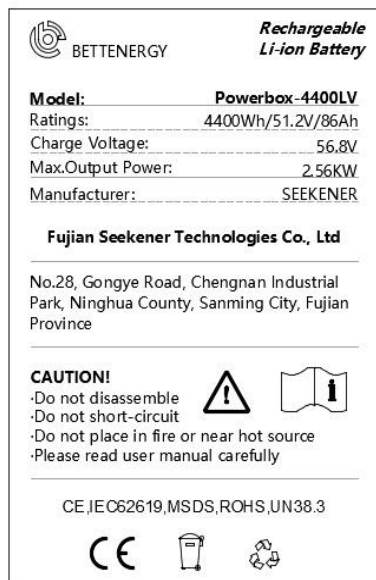 BETTENERGY
Rechargeable
Li-ion Battery
Model: Powerbox-4400LV
Ratings: 4400Wh/51.2V/86Ah
Charge Voltage: 56.8V
Max.Output Power: 2.56KW
Manufacturer: SEEKENER
Fujian Seekener Technologies Co., Ltd
No.28, Gongye Road, Chengnan Industrial
Park, Ninghua County, Sanming City, Fujian
Province
CAUTION!
·Do not disassemble
·Do not short-circuit
·Do not place in fire or near hot source
·Please read user manual carefully
i
CE,IEC62619,MSDS,ROHS,UN38.3
CE